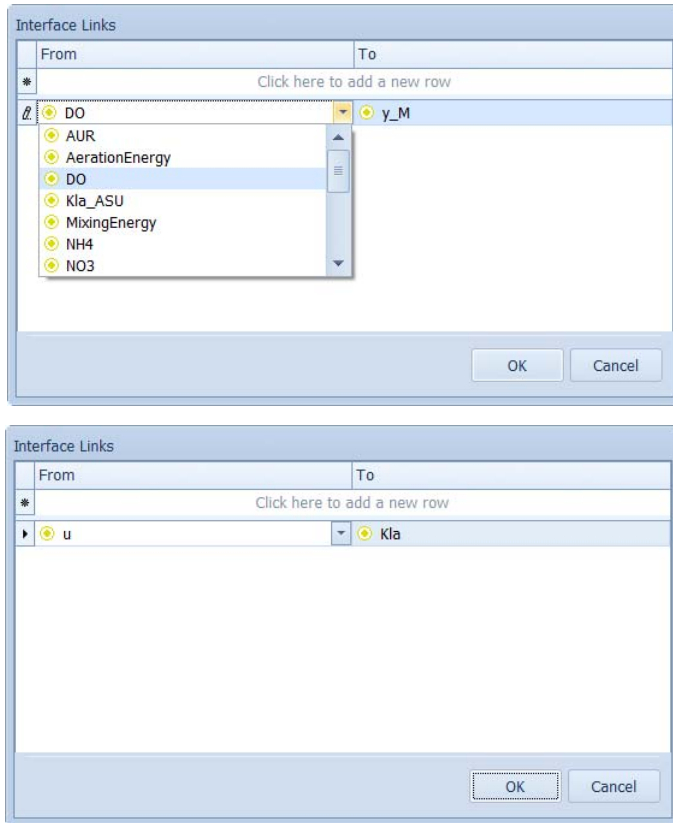 Interface Links
From To
Click here to add a new row
DO y_M
AUR
AerationEnergy
DO
Kla_ASU
MixingEnergy
NH4
NO3
OK Cancel
Interface Links
From To
Click here to add a new row
u Kla
OK Cancel